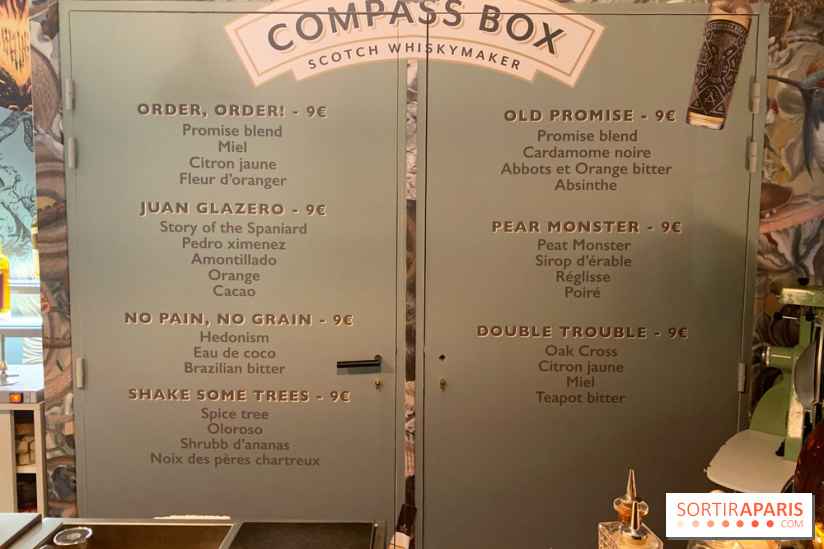 COMPASS BOX
SCOTCH WHISKYMAKER
ORDER, ORDER! - 9€
Promise blend
Miel
Citron jaune
Fleur d'oranger
JUAN GLAZERO - 9€
Story of the Spaniard
Pedro ximenez
Amontillado
Orange
Cacao
NO PAIN, NO GRAIN - 9€
Hedonism
Eau de coco
Brazilian bitter
SHAKE SOME TREES - 9€
Spice tree
Oloroso
Shrubb d'ananas
Noix des pères chartreux
OLD PROMISE - 9€
Promise blend
Cardamome noire
Abbots et Orange bitter
Absinthe
PEAR MONSTER - 9€
Peat Monster
Sirop d'érable
Réglisse
Poiré
DOUBLE TROUBLE - 9€
Oak Cross
Citron jaune
Miel
Teapot bitter
SORTIRAPARIS
.COM